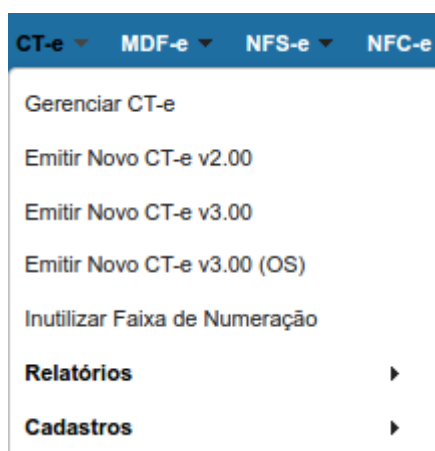 CT-e MDF-e NFS-e NFC-e
Gerenciar CT-e
Emitir Novo CT-e v2.00
Emitir Novo CT-e v3.00
Emitir Novo CT-e v3.00 (OS)
Inutilizar Faixa de Numeração
Relatórios
Cadastros